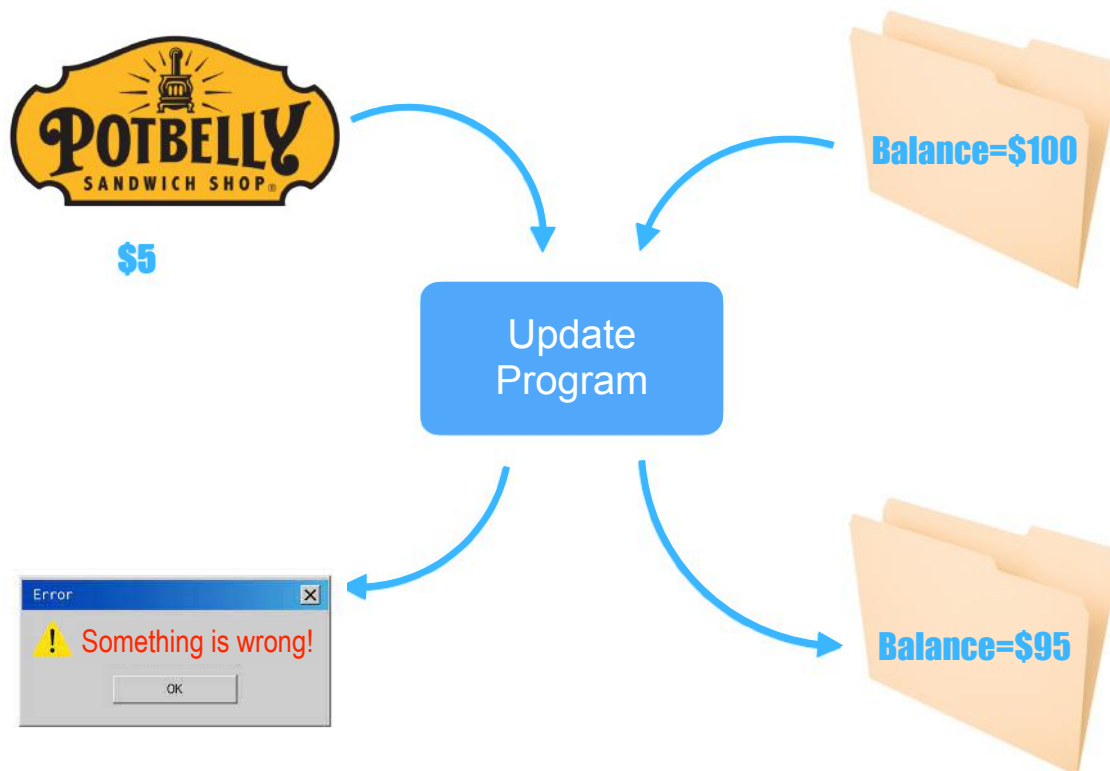 POTBELLY
SANDWICH SHOP®
$5
Balance=$100
Update
Program
Error
Something is wrong!
OK
Balance=$95